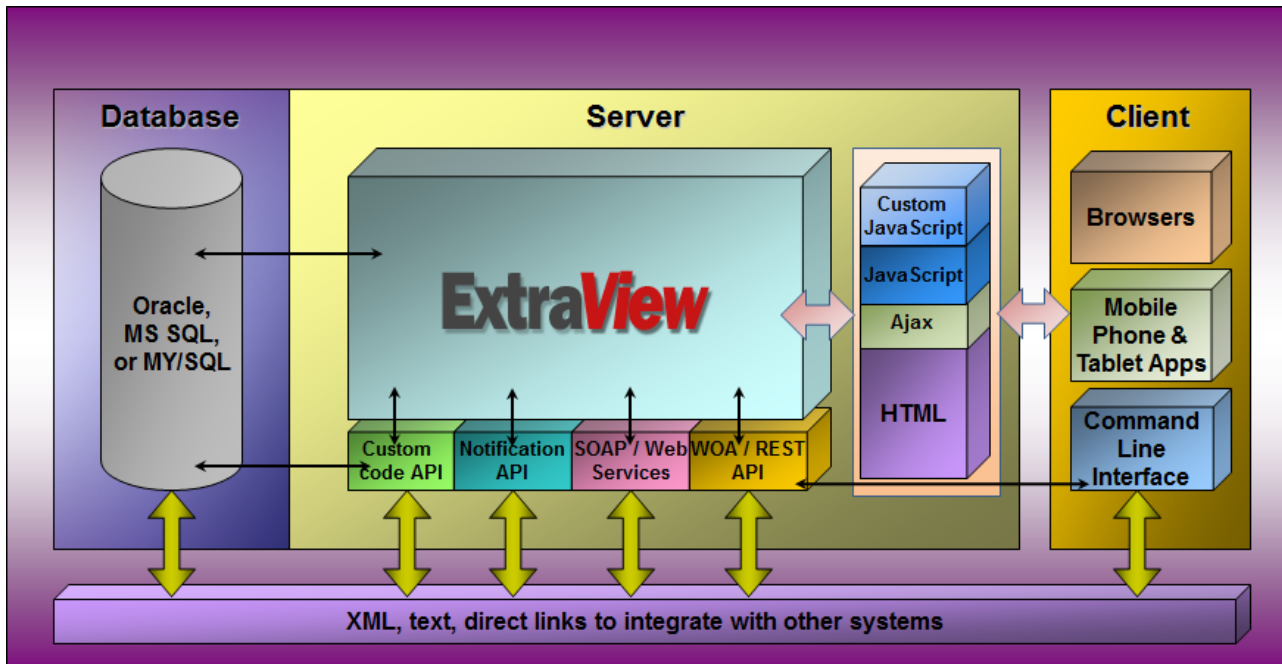 Database
Server
Client
Oracle,
MS SQL,
or MY/SQL
ExtraView
Custom
JavaScript
JavaScript
Ajax
HTML
Browsers
Mobile
Phone &
Tablet Apps
Command
Line
Interface
Custom
Code API
Notification
API
SOAP / Web
Services
WOA / REST
API
XML, text, direct links to integrate with other systems